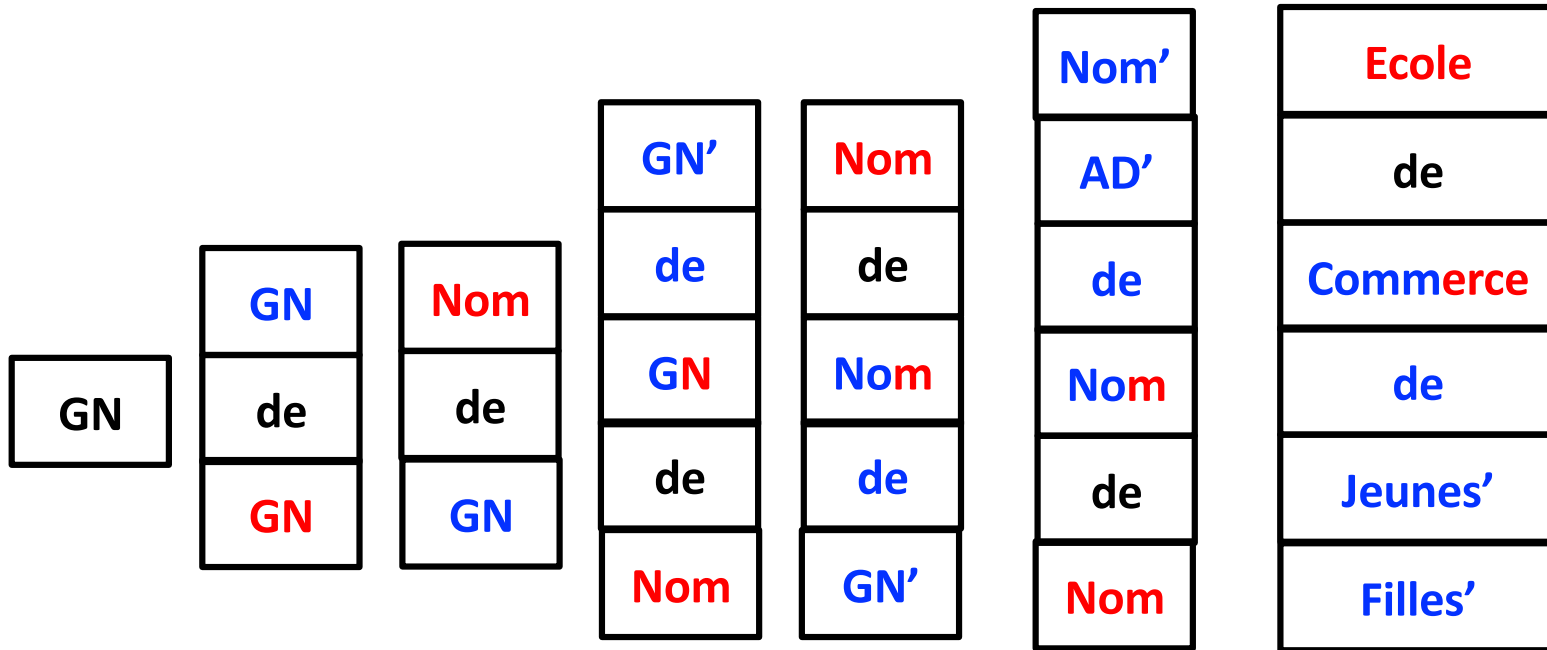 GN
GN
de
GN
Nom
de
GN
GN’
de
GN
de
Nom
Nom
de
Nom
de
GN’
Nom’
AD’
de
Nom
de
Nom
Ecole
de
Commerce
de
Jeunes’
Filles’